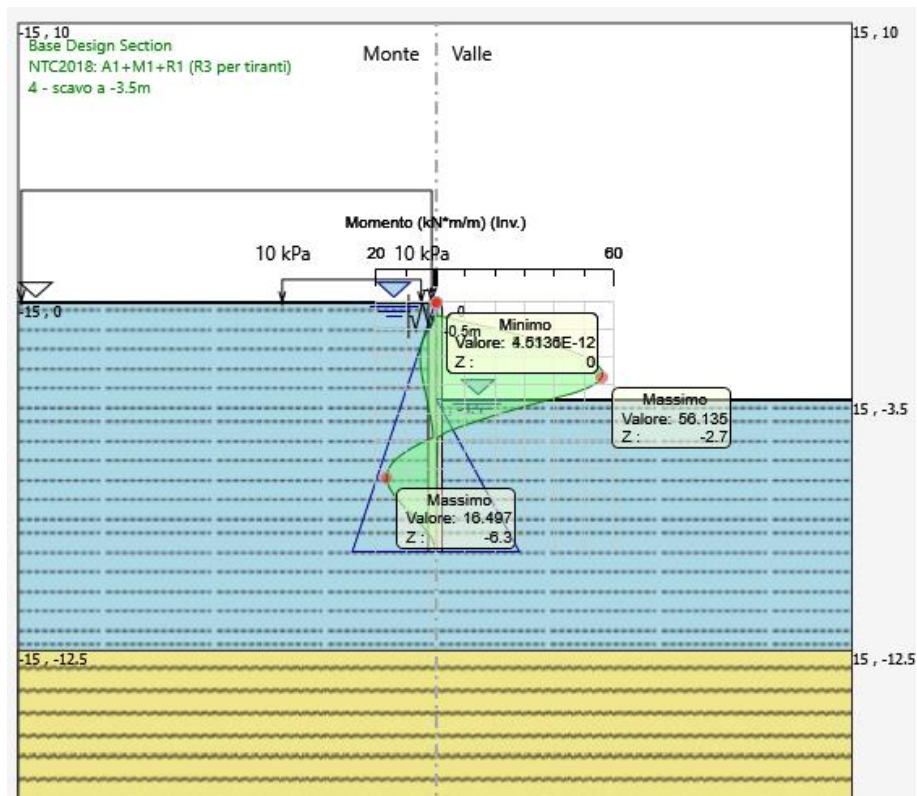 -15 , 10
15 , 10
Base Design Section
NTC2018: A1+M1+R1 (R3 per tiranti)
4 - scavo a -3.5m
Monte
Valle
Momento (kN*m/m) (Inv.)
10 kPa
20
10 kPa
60
-15 , 0
0
-0.5m
Minimo
Valore:
Z :
0
Massimo
Valore: 56.135
Z :
-2.7
15 , -3.5
Massimo
Valore: 16.497
Z :
-6.3
-15 , -12.5
15 , -12.5